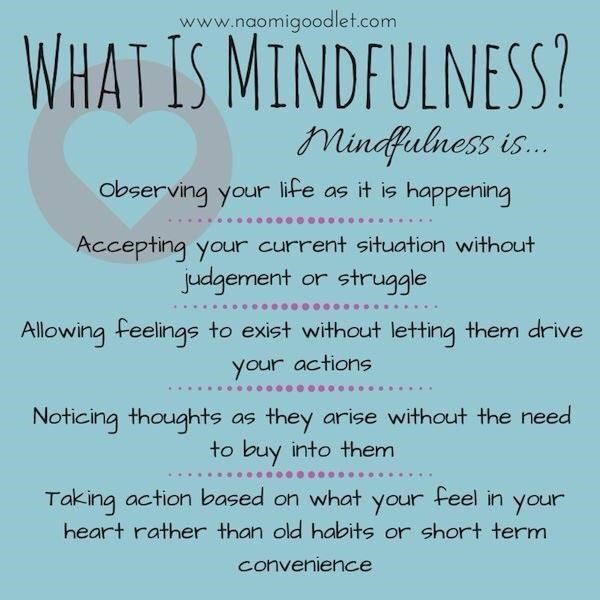 www.naomigoodlet.com
WHAT IS MINDFULNESS?
Mindfulness is...
Observing your life as it is happening
Accepting your current situation without
judgement or struggle
Allowing feelings to exist without letting them drive
your actions
Noticing thoughts as they arise without the need
to buy into them
Taking action based on what your feel in your
heart rather than old habits or short term
convenience